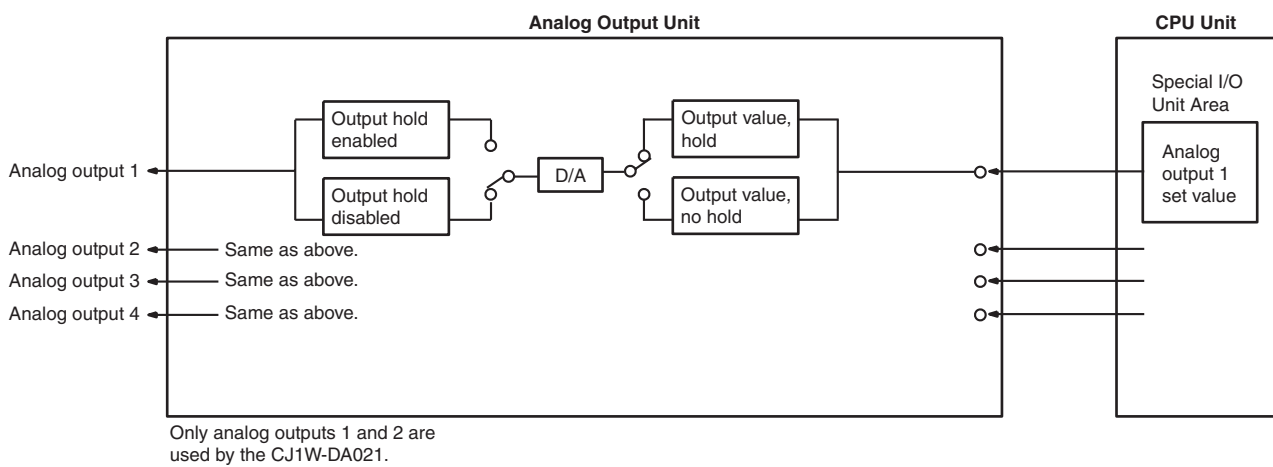 Analog Output Unit
CPU Unit
Special I/O
Unit Area
Output hold
enabled
Output value,
hold
Analog output 1
D/A
Analog
output 1
set value
Output hold
disabled
Output value,
no hold
Analog output 2
Same as above.
Analog output 3
Same as above.
Analog output 4
Same as above.
Only analog outputs 1 and 2 are
used by the CJ1W-DA021.